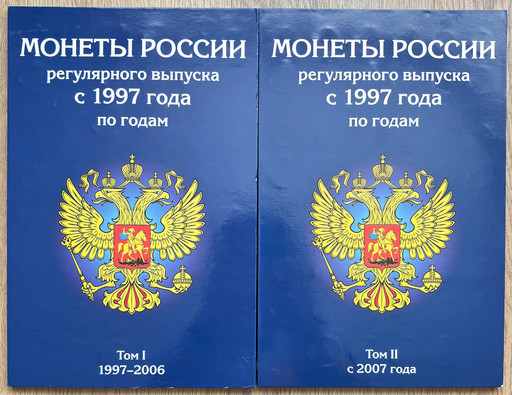 МОНЕТЫ РОССИИ
регулярного выпуска
с 1997 года
по годам
Том I
1997–2006
МОНЕТЫ РОССИИ
регулярного выпуска
с 1997 года
по годам
Том II
с 2007 года